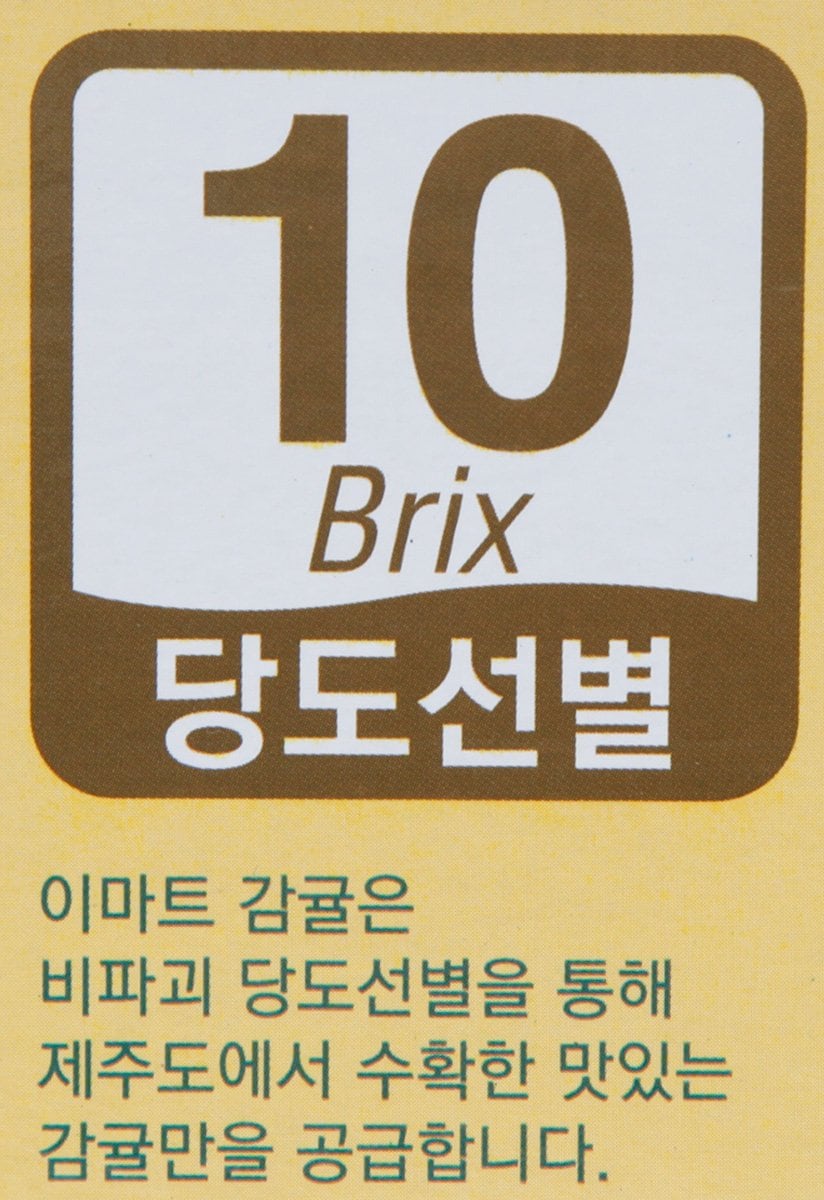 10
Brix
당도선별
이마트 감귤은
비파괴 당도선별을 통해
제주도에서 수확한 맛있는
감귤만을 공급합니다.